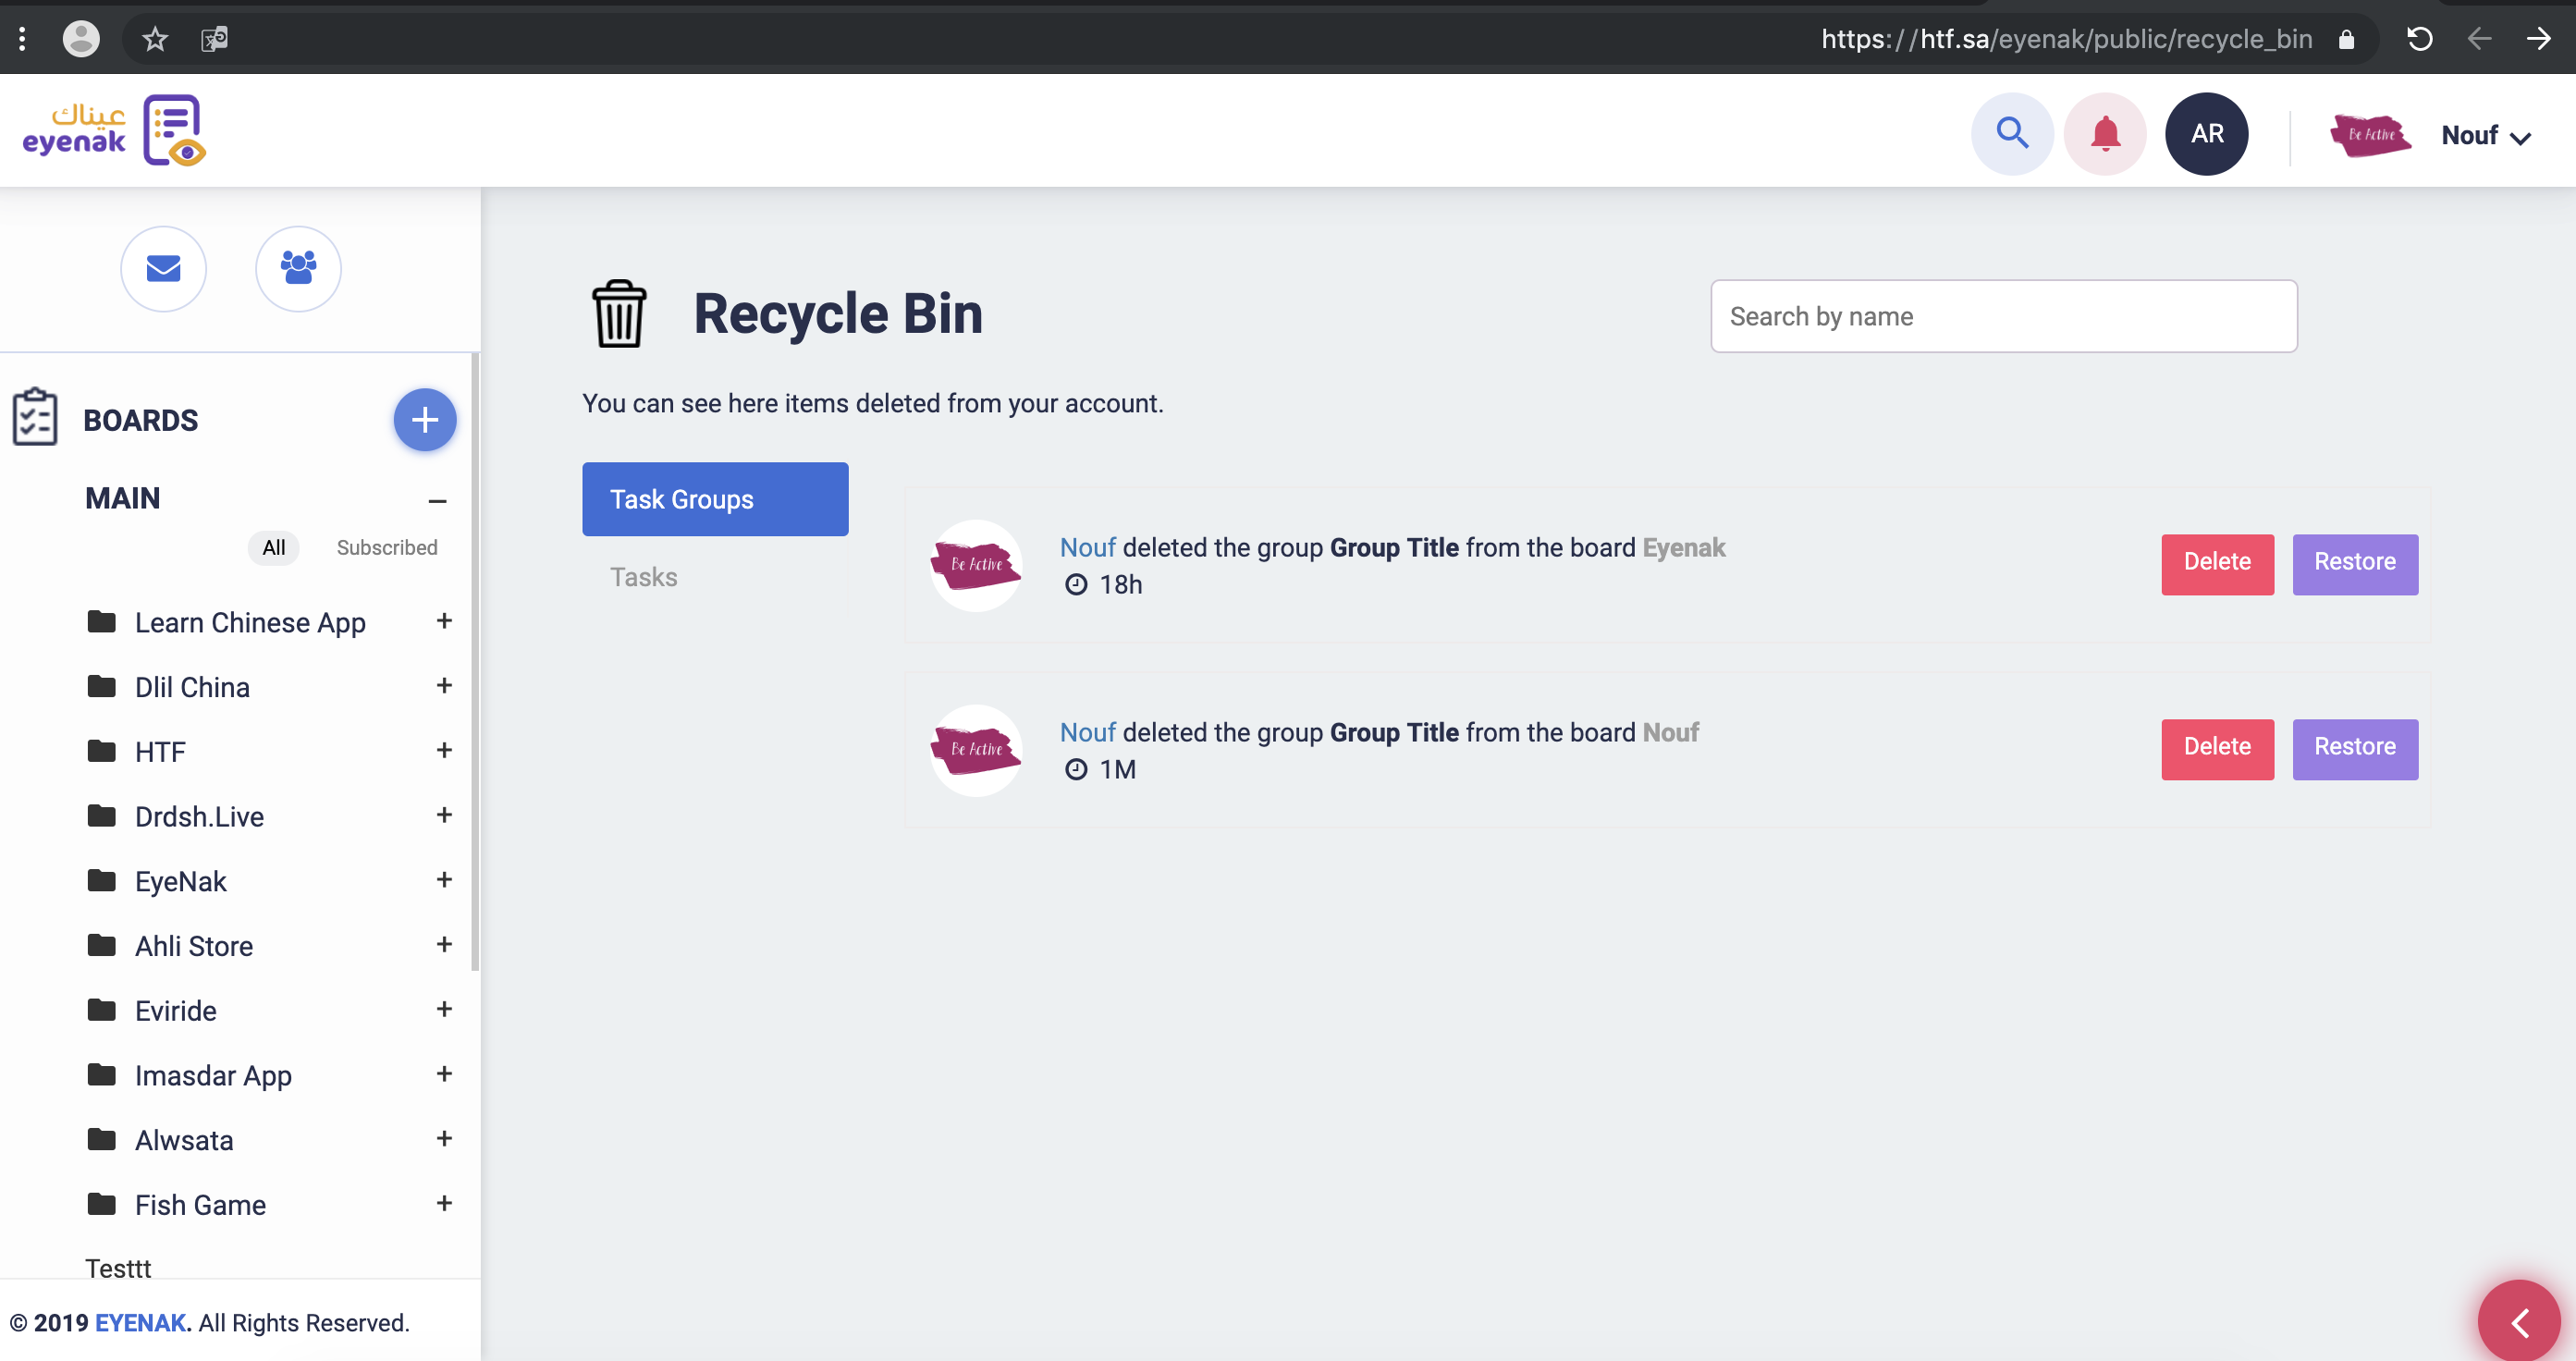 https://htf.sa/eyenak/public/recycle_bin
عيناك
eyenak
AR
Be Active
Nouf
BOARDS
MAIN
All
Subscribed
Learn Chinese App
+
Dlil China
+
HTF
+
Drdsh.Live
+
EyeNak
+
Ahli Store
+
Eviride
+
Imasdar App
+
Alwsata
+
Fish Game
+
Testtt
© 2019 EYENAK. All Rights Reserved.
Recycle Bin
Search by name
You can see here items deleted from your account.
Task Groups
Tasks
Be Active
Nouf deleted the group Group Title from the board Eyenak
18h
Delete
Restore
Be Active
Nouf deleted the group Group Title from the board Nouf
1M
Delete
Restore